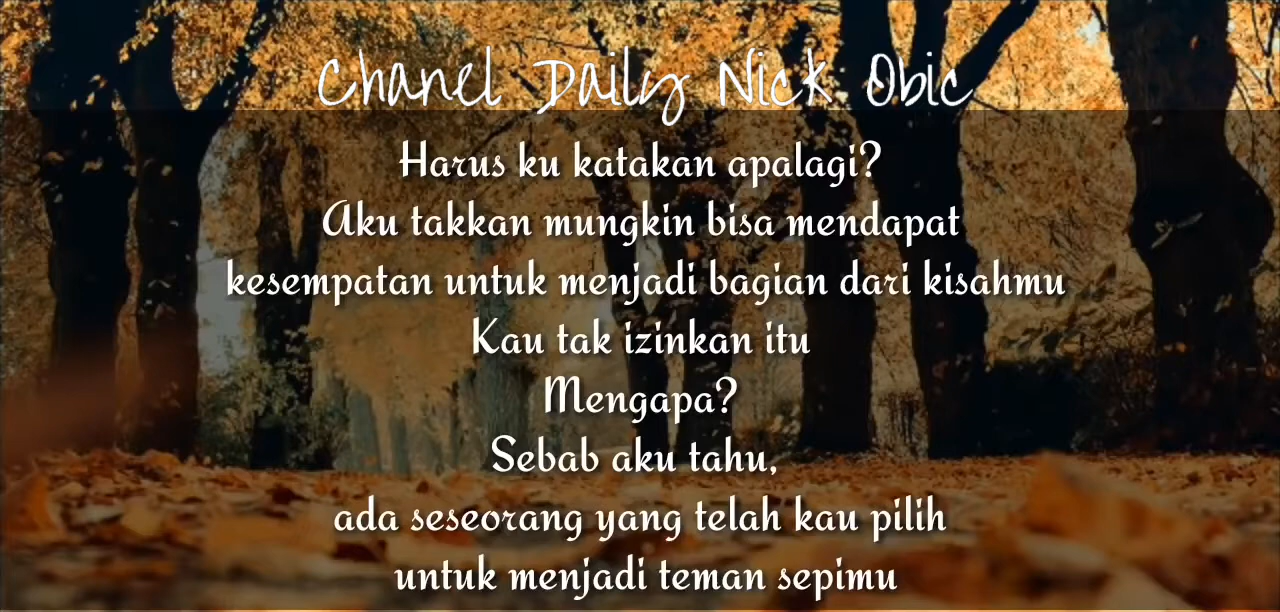 Chanel Daily Nick Obic
Harus ku katakan apalagi?
Aku takkan mungkin bisa mendapat
kesempatan untuk menjadi bagian dari kisahmu
Kau tak izinkan itu
Mengapa?
Sebab aku tahu,
ada seseorang yang telah kau pilih
untuk menjadi teman sepimu